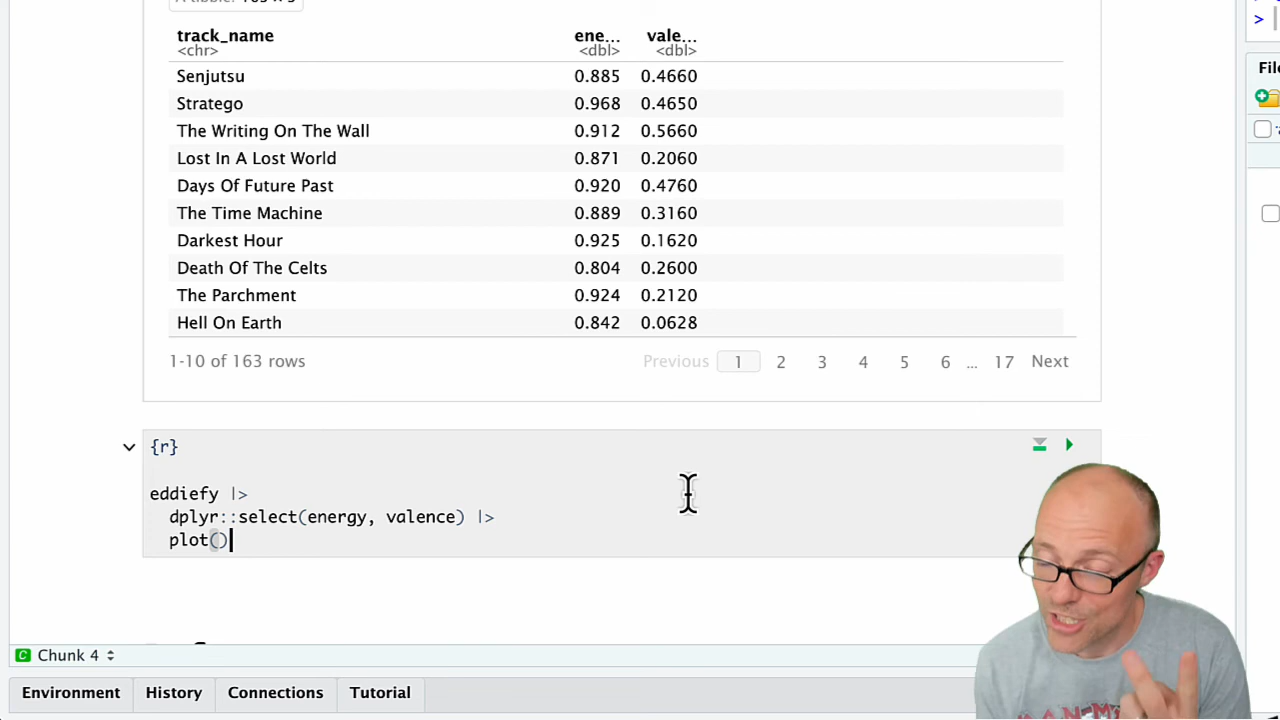 track_name ene... vale...
<chr> <dbl> <dbl>
Senjutsu 0.885 0.4660
Stratego 0.968 0.4650
The Writing On The Wall 0.912 0.5660
Lost In A Lost World 0.871 0.2060
Days Of Future Past 0.920 0.4760
The Time Machine 0.889 0.3160
Darkest Hour 0.925 0.1620
Death Of The Celts 0.804 0.2600
The Parchment 0.924 0.2120
Hell On Earth 0.842 0.0628
1-10 of 163 rows Previous 1 2 3 4 5 6 ... 17 Next
{r}
eddiefy |>
dplyr::select(energy, valence) |>
plot()
C Chunk 4
Environment History Connections Tutorial
>